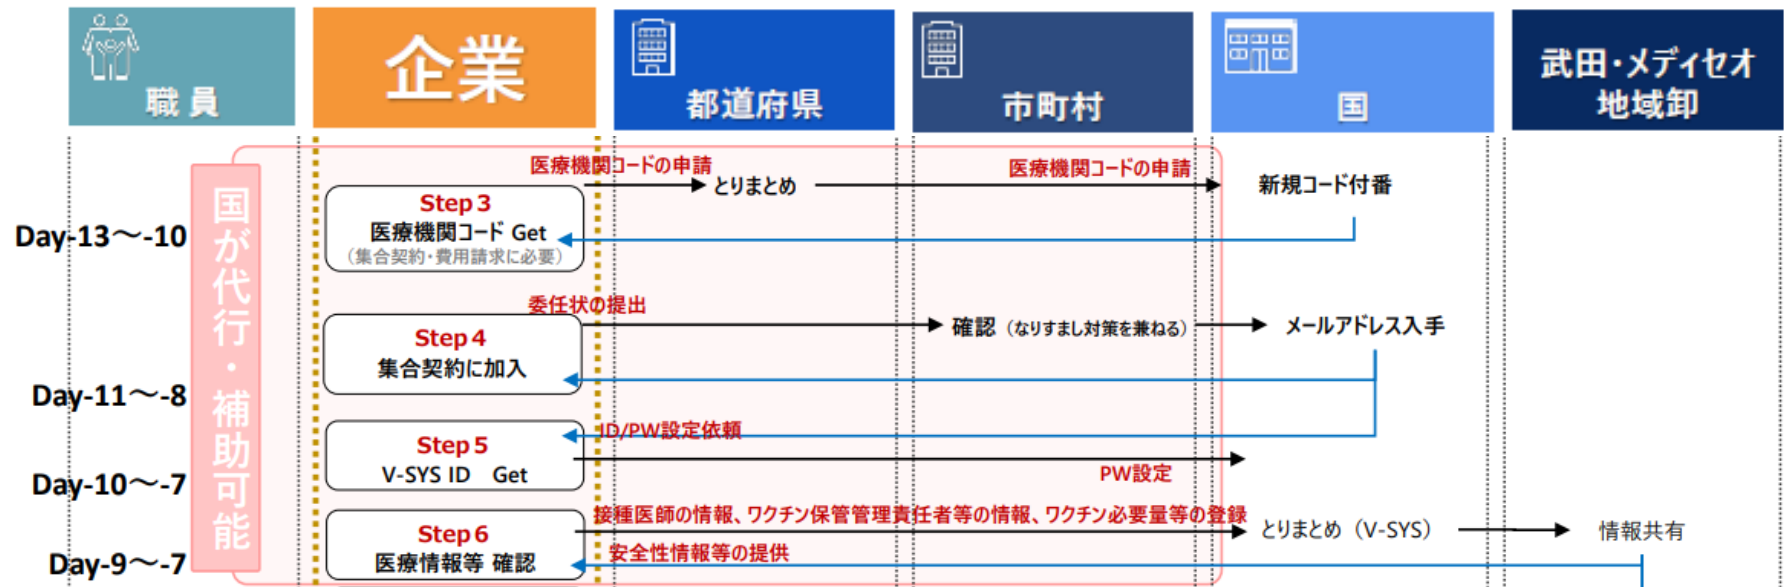 職員
企業
都道府県
市町村
国
武田・メディセオ
地域卸
国が代行・補助可能
Day-13～-10
医療機関コードの申請
とりまとめ
医療機関コードの申請
新規コード付番
Step 3
医療機関コード Get
（集合契約・費用請求に必要）
委任状の提出
確認（なりすまし対策を兼ねる）
メールアドレス入手
Step 4
集合契約に加入
Day-11～-8
ID/PW設定依頼
Step 5
V-SYS ID Get
PW設定
Day-10～-7
接種医師の情報、ワクチン保管管理責任者等の情報、ワクチン必要量等の登録
とりまとめ（V-SYS）
情報共有
Step 6
医療情報等 確認
安全性情報等の提供
Day-9～-7